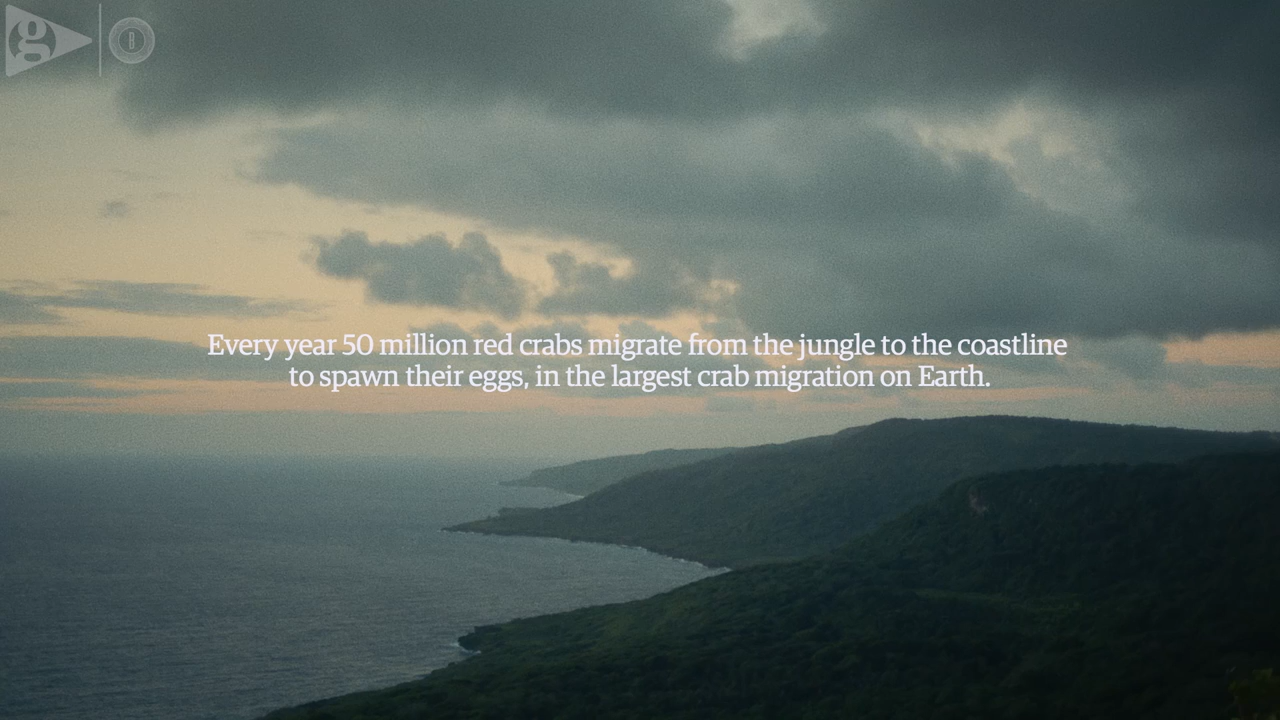 g
B
Every year 50 million red crabs migrate from the jungle to the coastline
to spawn their eggs, in the largest crab migration on Earth.